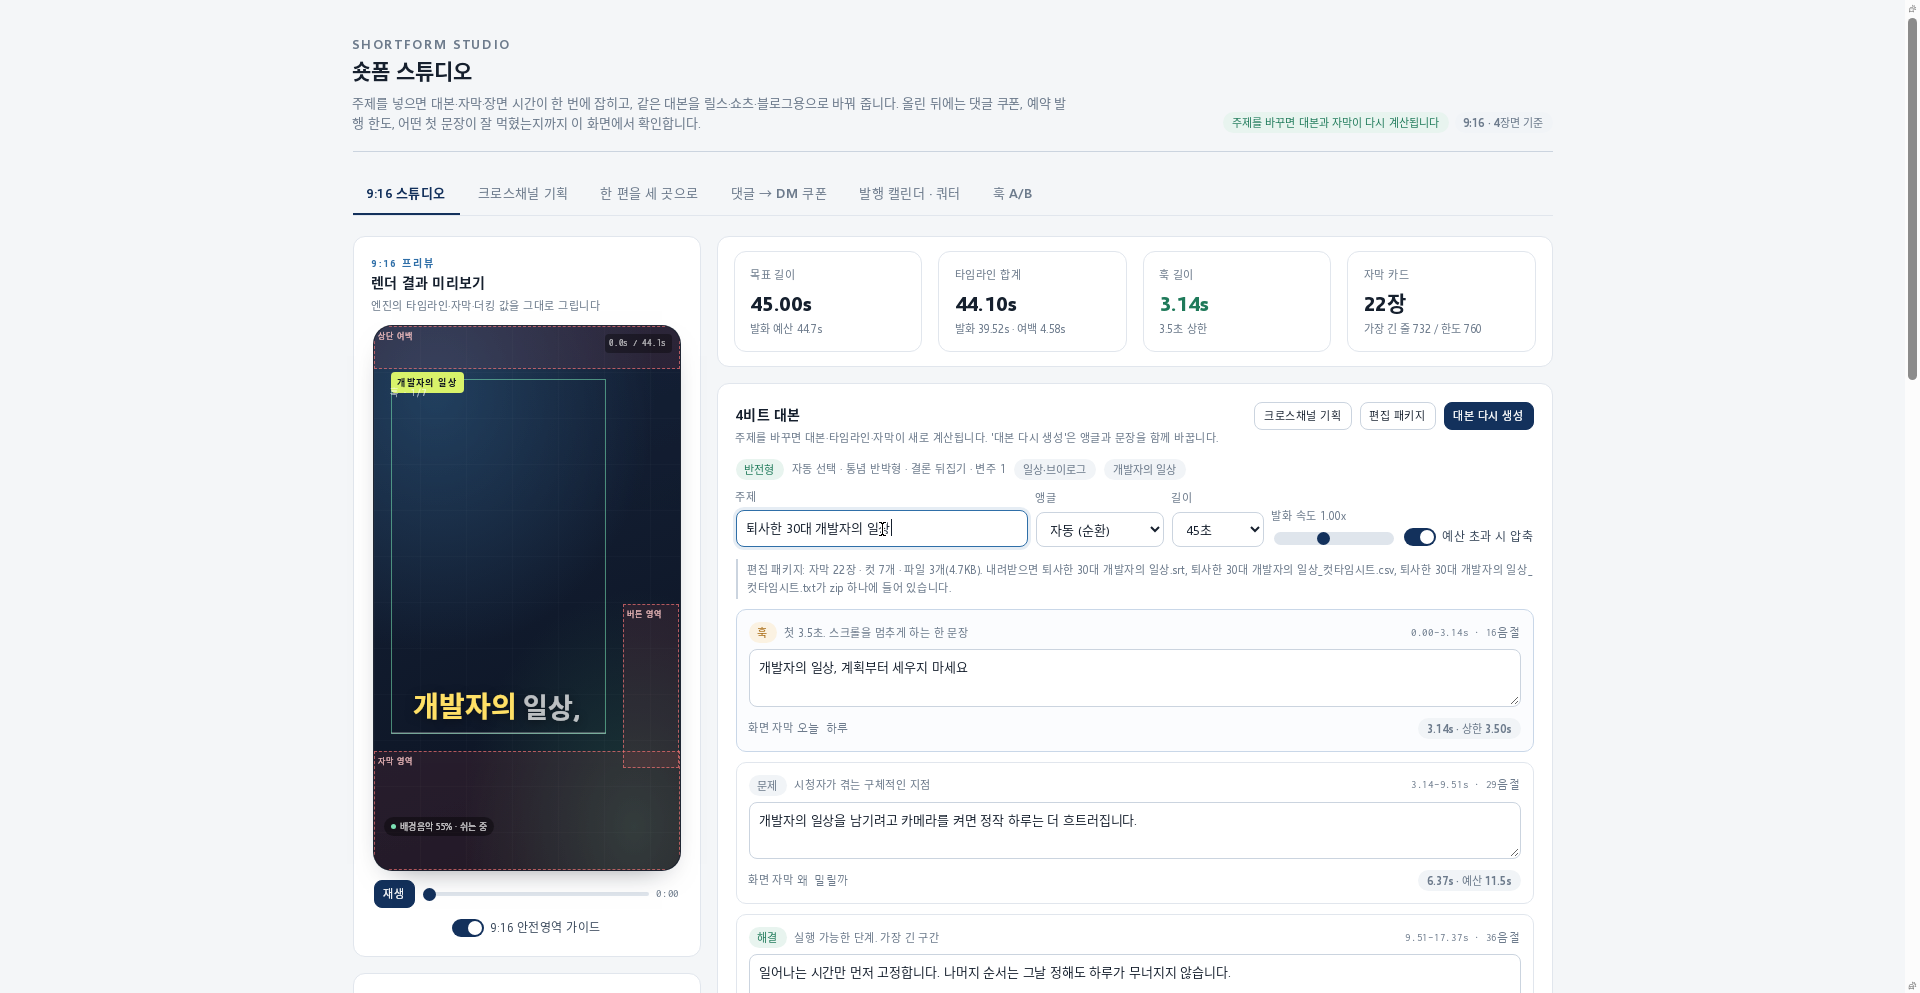 SHORTFORM STUDIO
숏폼 스튜디오
주제를 넣으면 대본·자막·장면 시간이 한 번에 잡히고, 같은 대본을 릴스·쇼츠·블로그용으로 바꿔 줍니다. 올린 뒤에는 댓글 쿠폰, 예약 발
행 한도, 어떤 첫 문장이 잘 먹혔는지까지 이 화면에서 확인합니다.
주제를 바꾸면 대본과 자막이 다시 계산됩니다
9:16 · 4장면 기준
9:16 스튜디오
크로스채널 기획
한 편을 세 곳으로
댓글 → DM 쿠폰
발행 캘린더 · 쿼터
훅 A/B
9:16 프리뷰
렌더 결과 미리보기
엔진의 타임라인·자막·더킹 값을 그대로 그립니다
상단 여백
0.0s / 44.1s
개발자의 일상
개발자의 일상,
버튼 영역
자막 영역
배경음악 55% · 쉬는 중
재생
0:00
9:16 안전영역 가이드
목표 길이
45.00s
발화 예산 44.7s
타임라인 합계
44.10s
발화 39.52s · 여백 4.58s
훅 길이
3.14s
3.5초 상한
자막 카드
22장
가장 긴 줄 732 / 한도 760
4비트 대본
주제를 바꾸면 대본·타임라인·자막이 새로 계산됩니다. '대본 다시 생성'은 앵글과 문장을 함께 바꿉니다.
크로스채널 기획
편집 패키지
대본 다시 생성
반전형
자동 선택 · 통념 반박형 · 결론 뒤집기 · 변주 1
일상·브이로그
개발자의 일상
주제
퇴사한 30대 개발자의 일상
앵글
자동 (순환)
길이
45초
발화 속도 1.00x
예산 초과 시 압축
편집 패키지: 자막 22장 · 컷 7개 · 파일 3개(4.7KB). 내려받으면 퇴사한 30대 개발자의 일상.srt, 퇴사한 30대 개발자의 일상_컷타임시트.csv, 퇴사한 30대 개발자의 일상_
컷타임시트.txt가 zip 하나에 들어 있습니다.
훅
첫 3.5초. 스크롤을 멈추게 하는 한 문장
0.00–3.14s · 16음절
개발자의 일상, 계획부터 세우지 마세요
화면 자막 오늘 하루
3.14s · 상한 3.50s
문제
시청자가 겪는 구체적인 지점
3.14–9.51s · 29음절
개발자의 일상을 남기려고 카메라를 켜면 정작 하루는 더 흐트러집니다.
화면 자막 왜 밀릴까
6.37s · 예산 11.5s
해결
실행 가능한 단계. 가장 긴 구간
9.51–17.37s · 36음절
일어나는 시간만 먼저 고정합니다. 나머지 순서는 그날 정해도 하루가 무너지지 않습니다.